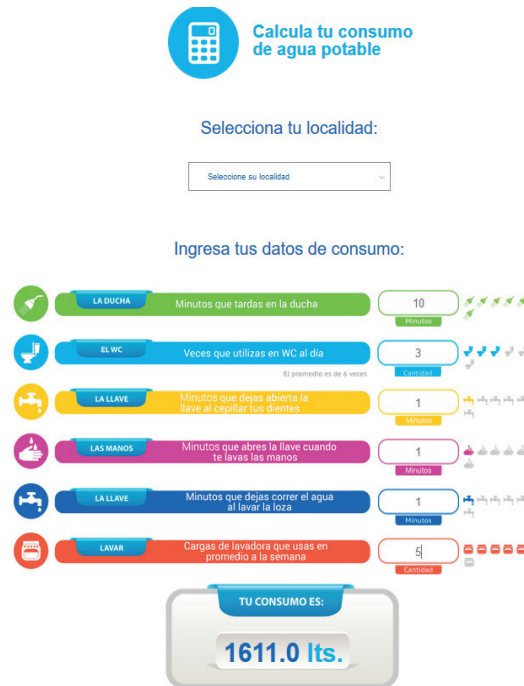 Calcula tu consumo
de agua potable
Selecciona tu localidad:
Seleccione su localidad
Ingresa tus datos de consumo:
LA DUCHA Minutos que tardas en la ducha 10
Minutos
EL WC Veces que utilizas en WC al día 3
El promedio es de 6 veces Cantidad
LA LLAVE Minutos que dejas abierta la
llave al cepillar tus dientes 1
Minutos
LAS MANOS Minutos que abres la llave cuando
te lavas las manos 1
Minutos
LA LLAVE Minutos que dejas correr el agua
al lavar la loza 1
Minutos
LAVAR Cargas de lavadora que usas en
promedio a la semana 5
Cantidad
TU CONSUMO ES:
1611.0 lts.